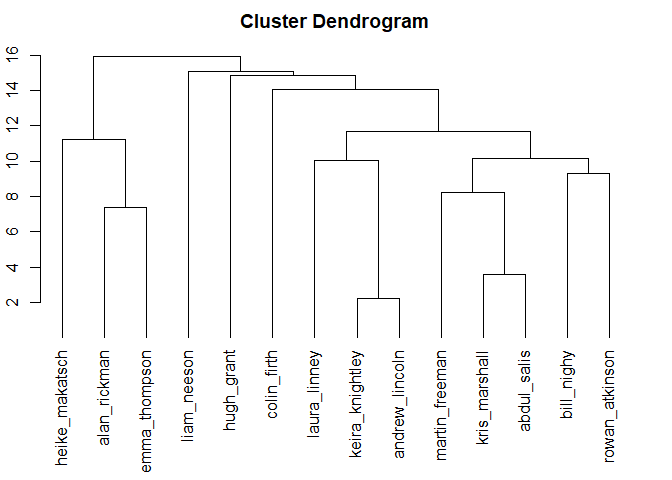 Cluster Dendrogram
16
14
12
10
8
6
4
2
heike_makatsch
alan_rickman
emma_thompson
liam_neeson
hugh_grant
colin_firth
laura_linney
keira_knightley
andrew_lincoln
martin_freeman
kris_marshall
abdul_salis
bill_nighy
rowan_atkinson